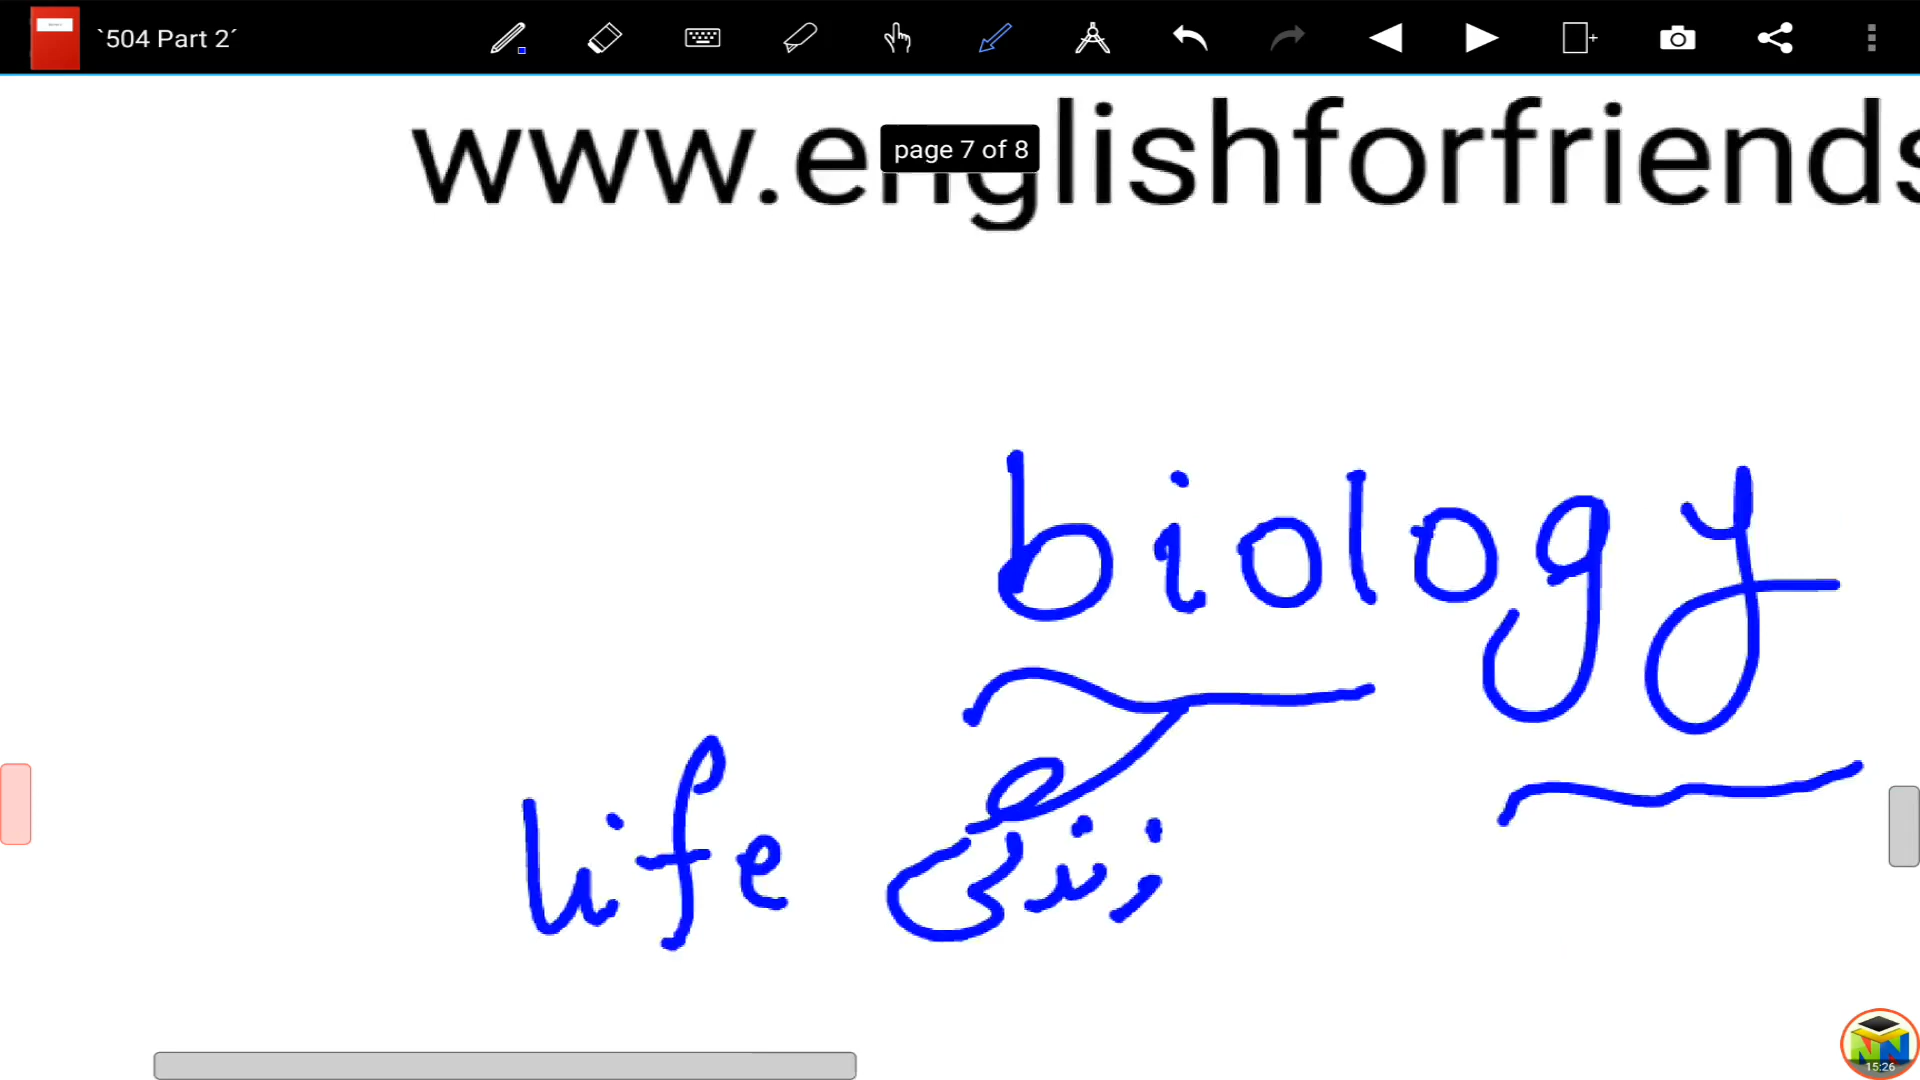 `504 Part 2´
www.englishforfriends
page 7 of 8
biology
life زندگی
15:26